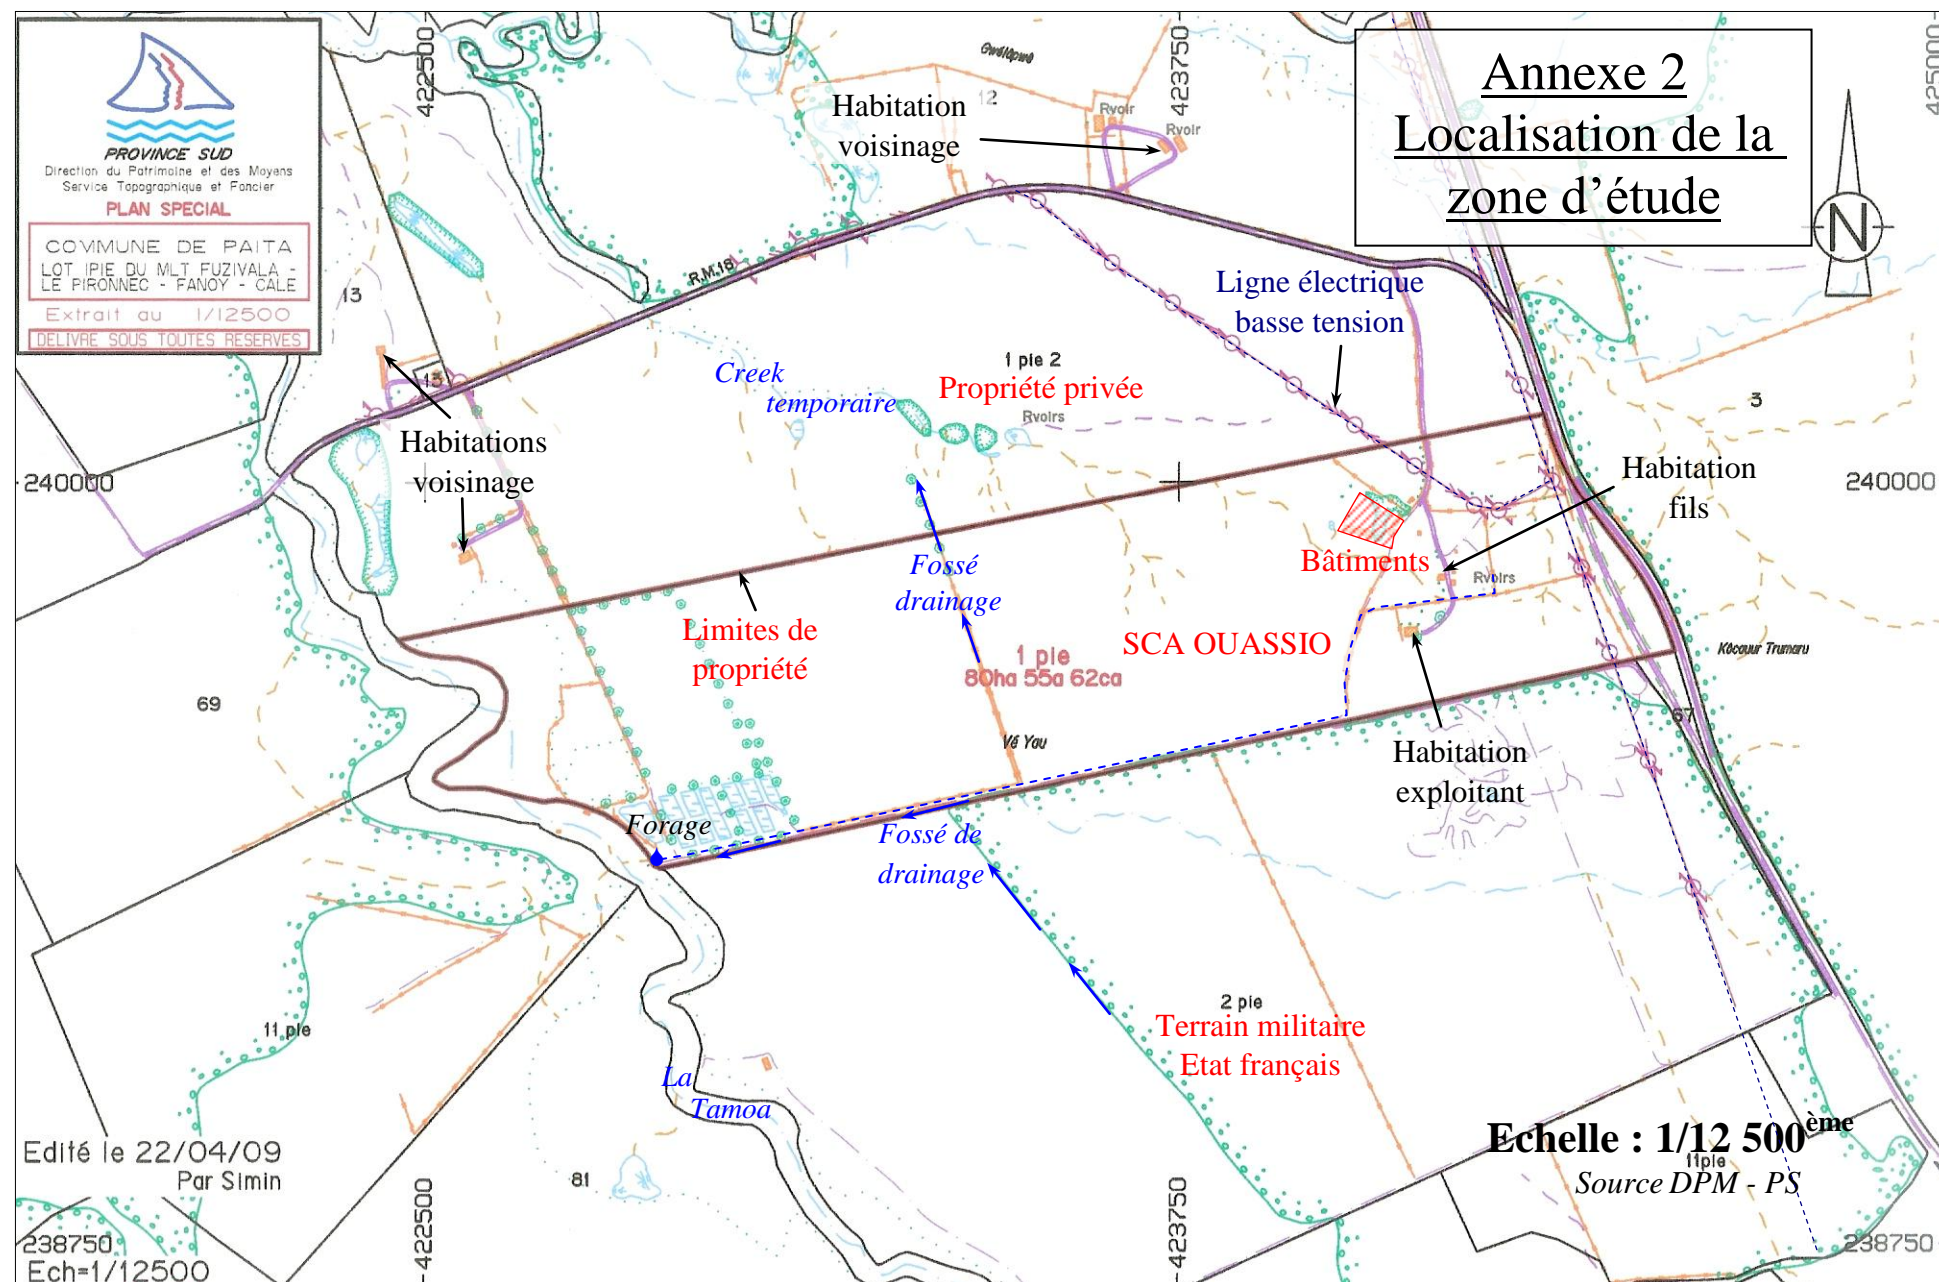 PROVINCE SUD
Direction du Patrimoine et des Moyens
Service Topographique et Foncier
PLAN SPECIAL
COMMUNE DE PAITA
LOT 1PIE DU MLT FUZIVALA -
LE PIRONNEC - FANOY - CALE
Extrait au 1/12500
DELIVRE SOUS TOUTES RESERVES
422500
423750
425000
Annexe 2
Localisation de la
zone d'étude
N
Habitation
voisinage
12
Rvoir
Rvoir
R.M.18
13
13
Ligne électrique
basse tension
1 pie 2
Propriété privée
Creek
temporaire
Rvoirs
3
Habitations
voisinage
240000
240000
Habitation
fils
Bâtiments
Rvoirs
Fossé
drainage
Limites de
propriété
SCA OUASSIO
1 pie
80ha 55a 62ca
Kôcauur Trumaru
69
67
Vé Yau
Habitation
exploitant
Forage
Fossé de
drainage
2 pie
Terrain militaire
Etat français
11 pie
La
Tamoa
Edité le 22/04/09
Par Simin
81
Echelle : 1/12 500ème
11pie
Source DPM - PS
422500
423750
238750
238750
Ech=1/12500